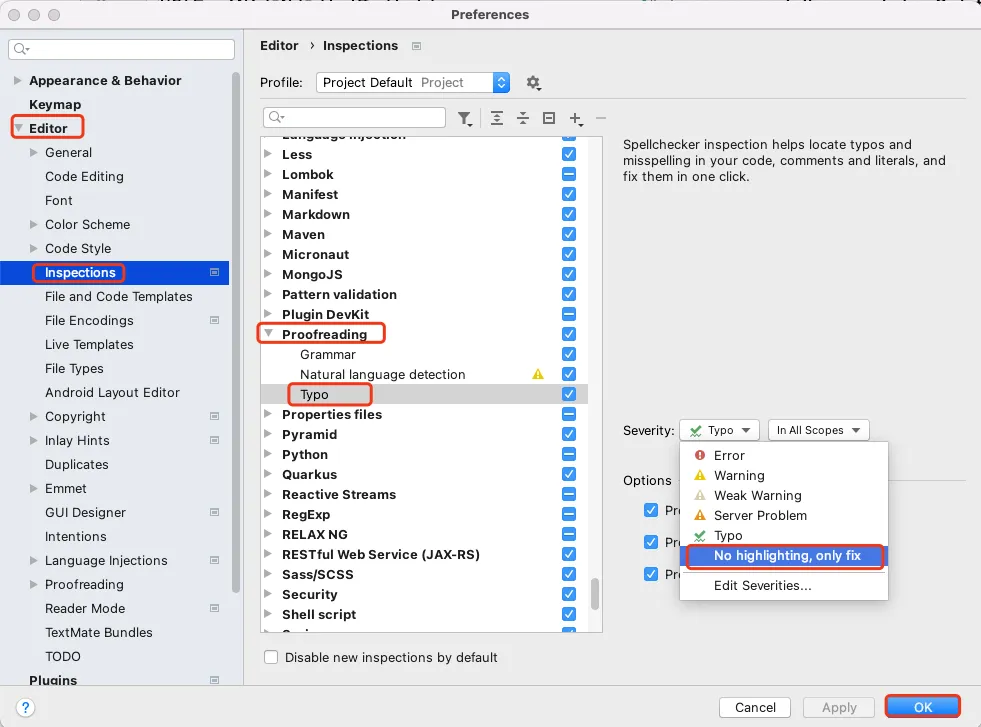 Preferences
Appearance & Behavior
Keymap
Editor
General
Code Editing
Font
Color Scheme
Code Style
Inspections
File and Code Templates
File Encodings
Live Templates
File Types
Android Layout Editor
Copyright
Inlay Hints
Duplicates
Emmet
GUI Designer
Intentions
Language Injections
Proofreading
Reader Mode
TextMate Bundles
TODO
Plugins
Editor › Inspections
Profile: Project Default Project
Language injection
Less
Lombok
Manifest
Markdown
Maven
Micronaut
MongoJS
Pattern validation
Plugin DevKit
Proofreading
Grammar
Natural language detection
Typo
Properties files
Pyramid
Python
Quarkus
Reactive Streams
RegExp
RELAX NG
RESTful Web Service (JAX-RS)
Sass/SCSS
Security
Shell script
Disable new inspections by default
Spellchecker inspection helps locate typos and
misspelling in your code, comments and literals, and
fix them in one click.
Severity: Typo In All Scopes
Options
Error
Warning
Weak Warning
Server Problem
Typo
No highlighting, only fix
Edit Severities...
? Cancel Apply OK